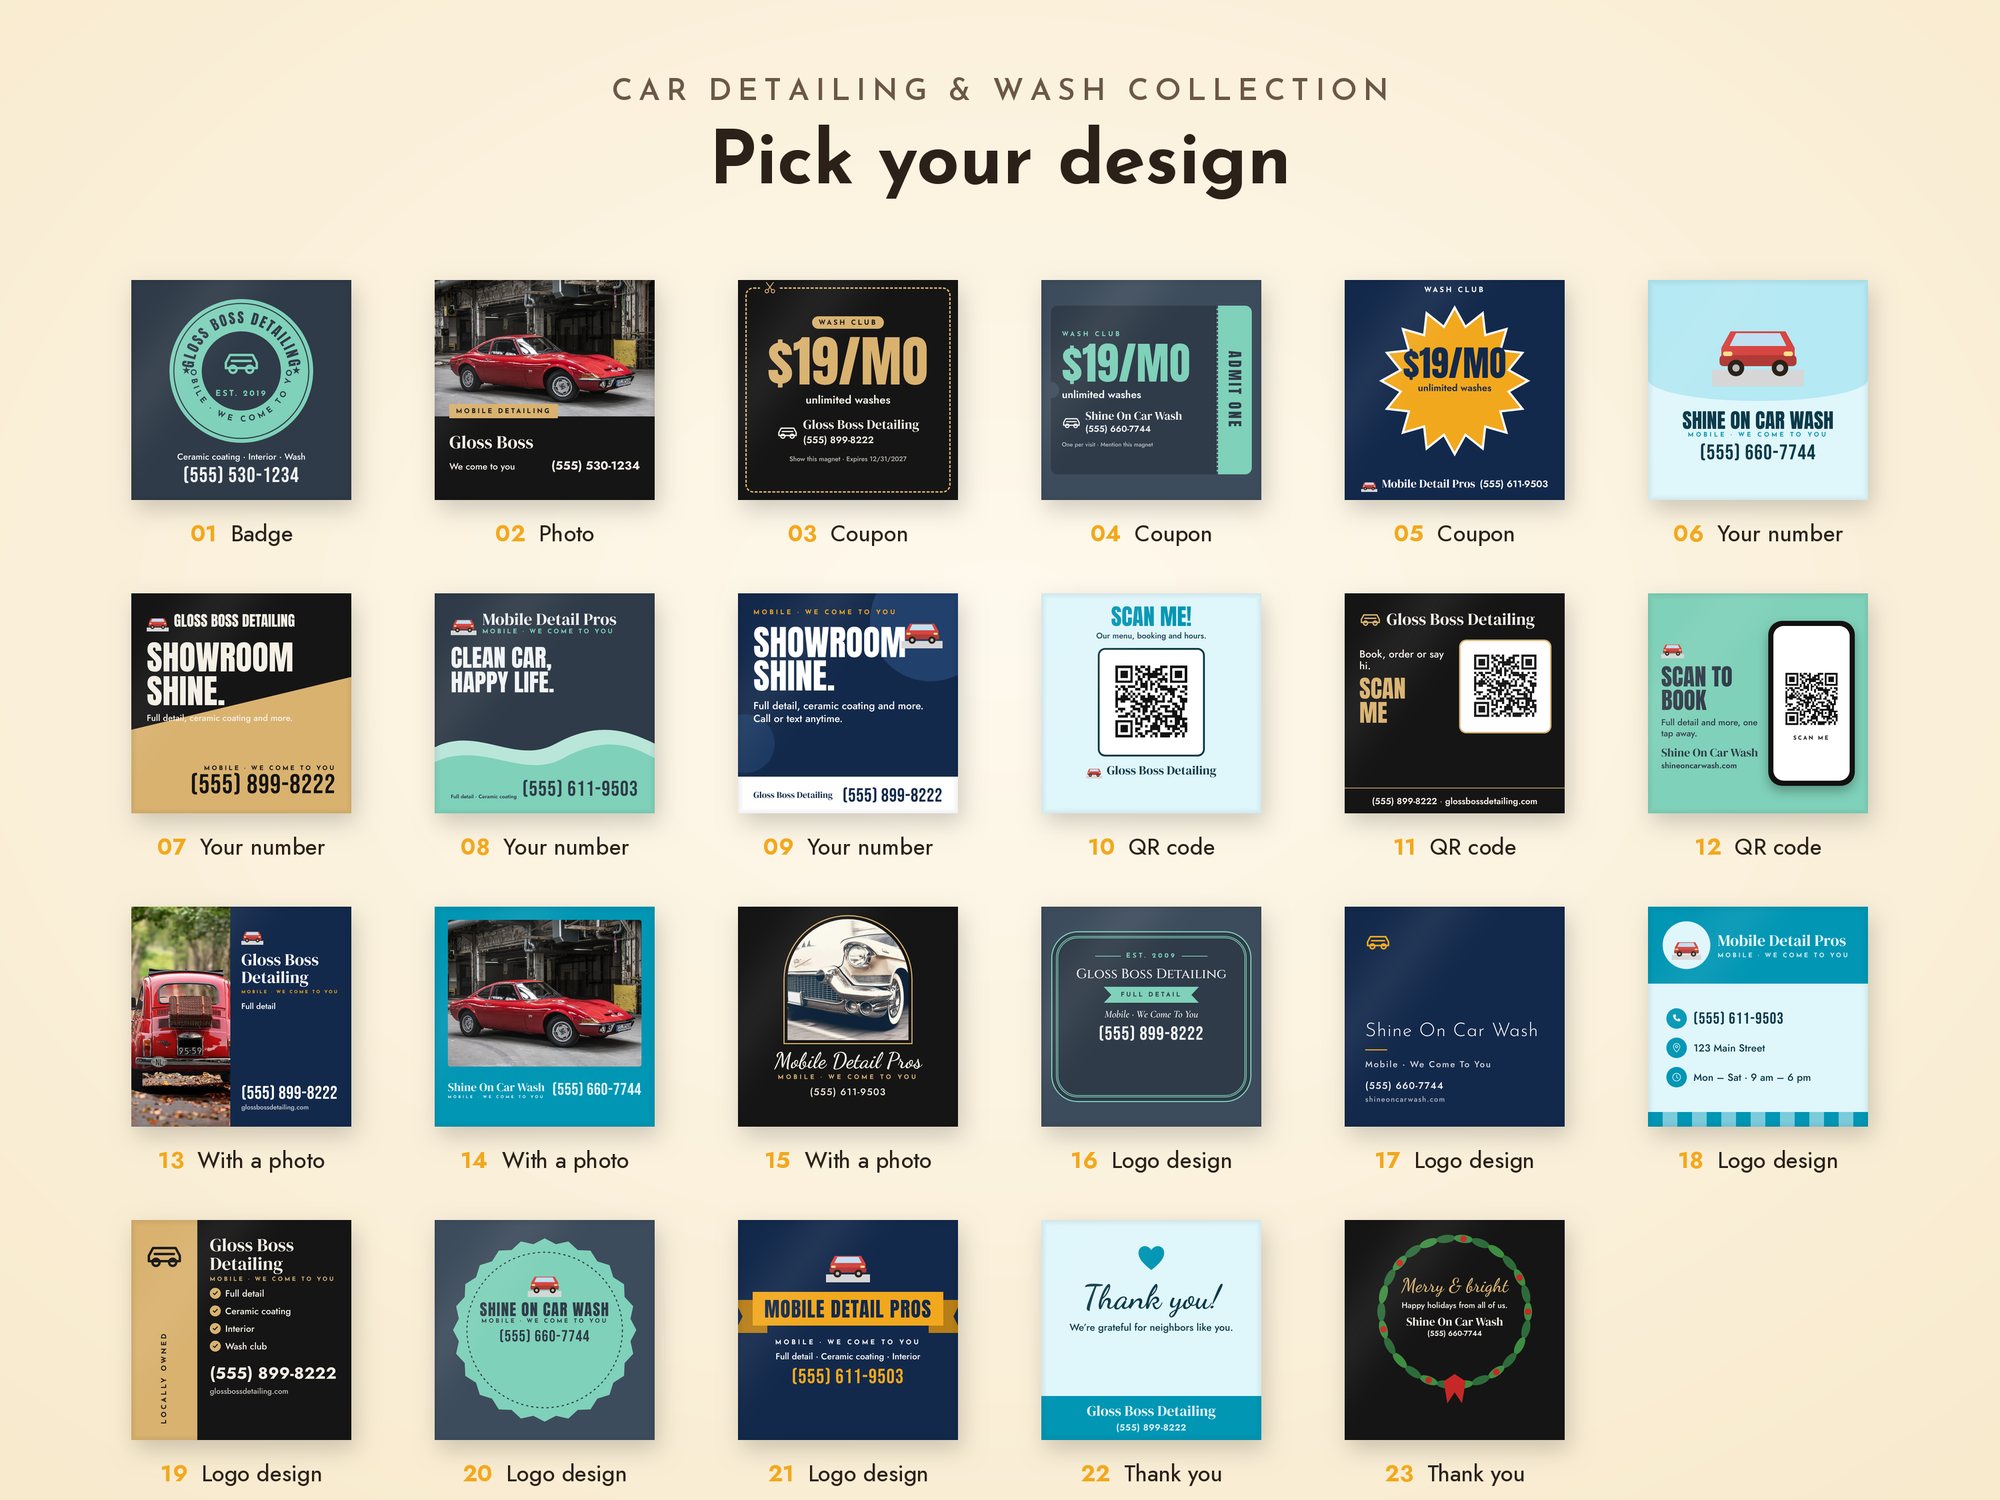 CAR DETAILING & WASH COLLECTION
Pick your design
GLOSS BOSS DETAILING
EST. 2019
MOBILE · WE COME TO YOU
Ceramic coating · Interior · Wash
(555) 530-1234
01 Badge
MOBILE DETAILING
Gloss Boss
We come to you (555) 530-1234
02 Photo
WASH CLUB
$19/MO
unlimited washes
Gloss Boss Detailing
(555) 899-8222
Show this magnet · Expires 12/31/2027
03 Coupon
WASH CLUB
$19/MO
unlimited washes
Shine On Car Wash
(555) 660-7744
One per visit · Mention this magnet
ADMIT ONE
04 Coupon
WASH CLUB
$19/MO
unlimited washes
Mobile Detail Pros (555) 611-9503
05 Coupon
SHINE ON CAR WASH
MOBILE · WE COME TO YOU
(555) 660-7744
06 Your number
GLOSS BOSS DETAILING
SHOWROOM
SHINE.
Full detail, ceramic coating and more.
MOBILE · WE COME TO YOU
(555) 899-8222
07 Your number
Mobile Detail Pros
MOBILE · WE COME TO YOU
CLEAN CAR,
HAPPY LIFE.
Full detail · Ceramic coating (555) 611-9503
08 Your number
MOBILE · WE COME TO YOU
SHOWROOM
SHINE.
Full detail, ceramic coating and more.
Call or text anytime.
Gloss Boss Detailing (555) 899-8222
09 Your number
SCAN ME!
Our menu, booking and hours.
Gloss Boss Detailing
10 QR code
Gloss Boss Detailing
Book, order or say
hi.
SCAN
ME
(555) 899-8222 · glossbossdetailing.com
11 QR code
SCAN TO
BOOK
Full detail and more, one
tap away.
Shine On Car Wash
shineoncarwash.com
SCAN ME
12 QR code
Gloss Boss
Detailing
MOBILE · WE COME TO YOU
Full detail
(555) 899-8222
glossbossdetailing.com
95-59
NL
13 With a photo
Shine On Car Wash
MOBILE · WE COME TO YOU
(555) 660-7744
14 With a photo
Mobile Detail Pros
MOBILE · WE COME TO YOU
(555) 611-9503
15 With a photo
EST. 2009
GLOSS BOSS DETAILING
FULL DETAIL
Mobile · We Come To You
(555) 899-8222
16 Logo design
Shine On Car Wash
Mobile · We Come To You
(555) 660-7744
shineoncarwash.com
17 Logo design
Mobile Detail Pros
MOBILE · WE COME TO YOU
(555) 611-9503
123 Main Street
Mon – Sat · 9 am – 6 pm
18 Logo design
LOCALLY OWNED
Gloss Boss
Detailing
MOBILE · WE COME TO YOU
Full detail
Ceramic coating
Interior
Wash club
(555) 899-8222
glossbossdetailing.com
19 Logo design
SHINE ON CAR WASH
MOBILE · WE COME TO YOU
(555) 660-7744
20 Logo design
MOBILE DETAIL PROS
MOBILE · WE COME TO YOU
Full detail · Ceramic coating · Interior
(555) 611-9503
21 Logo design
Thank you!
We're grateful for neighbors like you.
Gloss Boss Detailing
(555) 899-8222
22 Thank you
Merry & bright
Happy holidays from all of us.
Shine On Car Wash
(555) 660-7744
23 Thank you